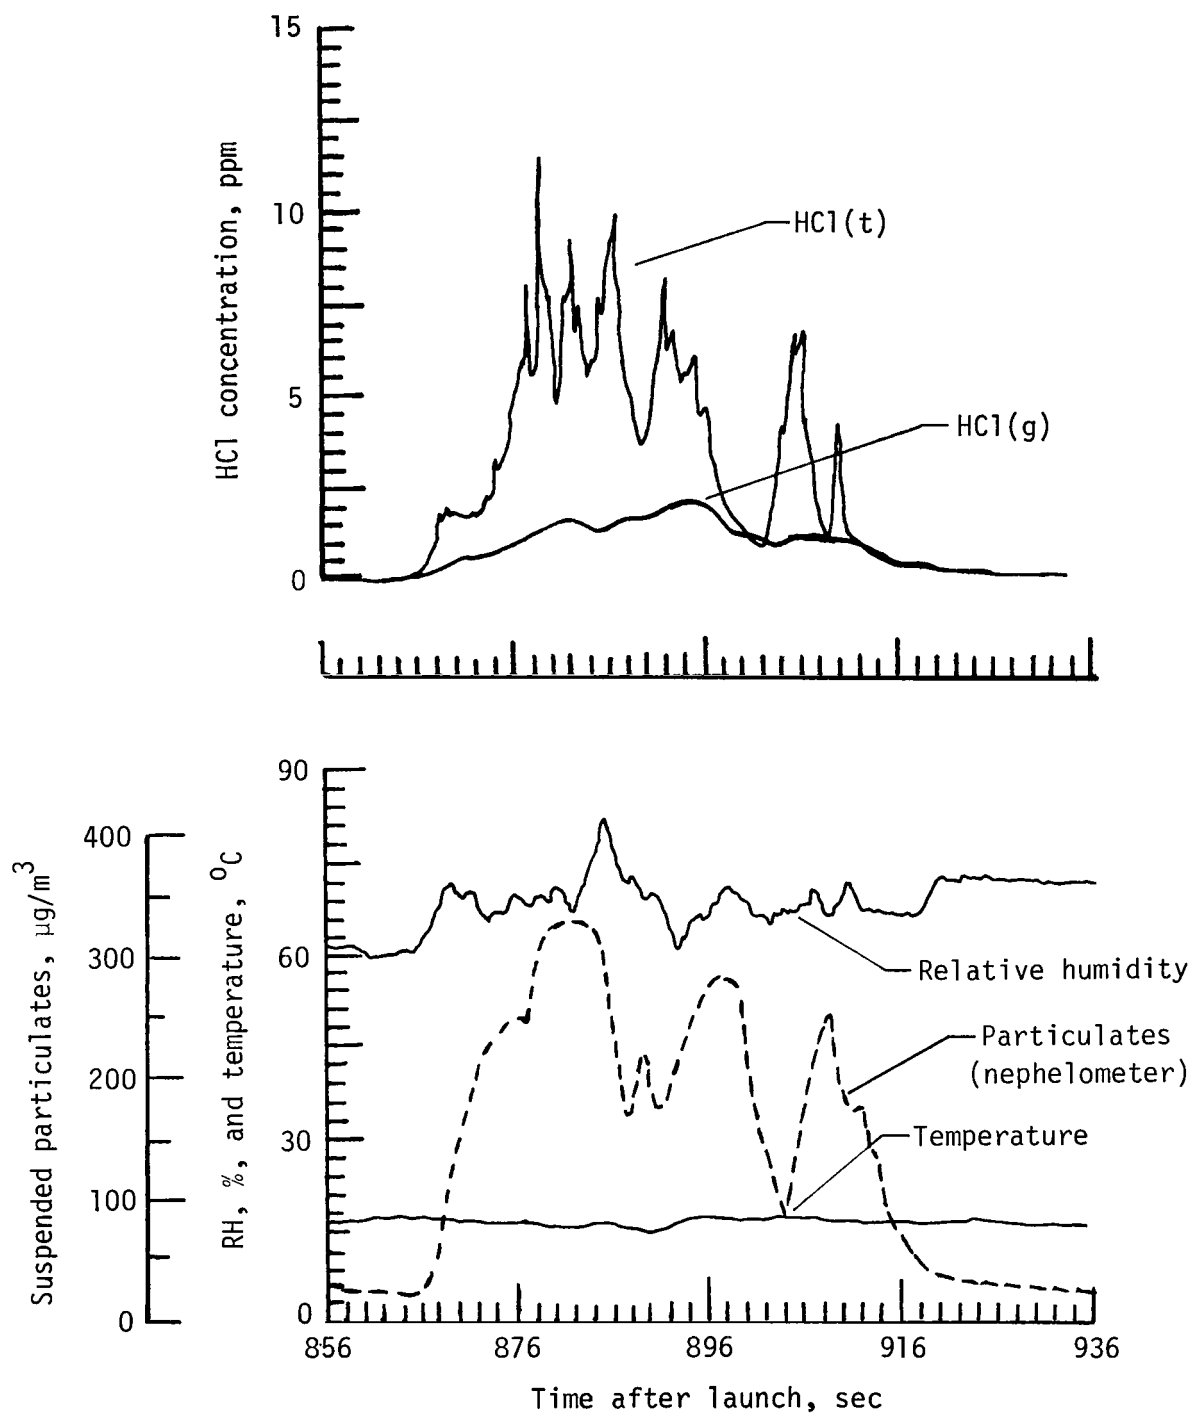 15
10
5
0
HCl concentration, ppm
HCl(t)
HCl(g)
90
60
30
0
RH, %, and temperature, °C
400
300
200
100
0
Suspended particulates, µg/m³
Relative humidity
Particulates
(nephelometer)
Temperature
856 876 896 916 936
Time after launch, sec